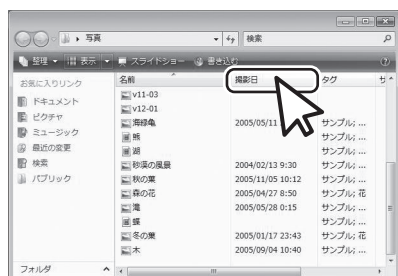 写真
検索
整理 表示 スライドショー 書き込む
お気に入りリンク
ドキュメント
ピクチャ
ミュージック
最近の変更
検索
パブリック
フォルダ
名前 撮影日 タグ サ
v11-03
v12-01
海緑亀 2005/05/11 サンプル; ...
熊 サンプル; ...
湖 サンプル; ...
砂漠の風景 2004/02/13 9:30 サンプル; ...
秋の葉 2005/11/05 10:12 サンプル; ...
森の花 2005/04/27 8:50 サンプル; 花
滝 2005/05/28 0:15 サンプル; ...
蝶 サンプル; ...
冬の葉 2005/01/17 23:43 サンプル; 花
木 2005/09/04 10:40 サンプル; ...